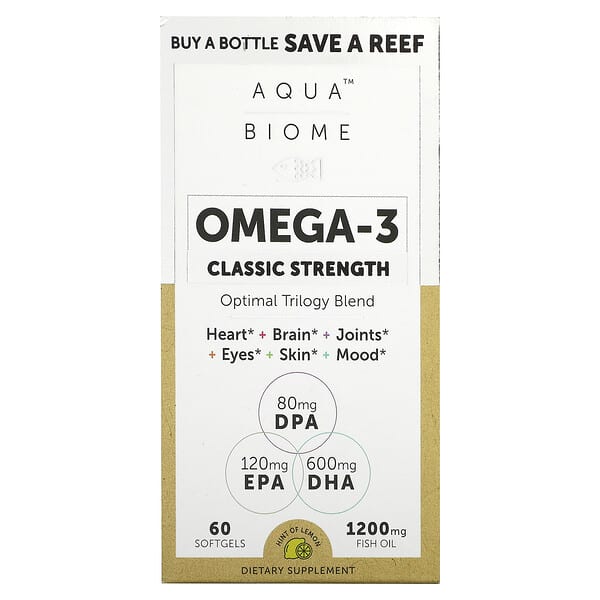 BUY A BOTTLE SAVE A REEF
AQUA™
BIOME
OMEGA-3
CLASSIC STRENGTH
Optimal Trilogy Blend
Heart* + Brain* + Joints*
+ Eyes* + Skin* + Mood*
80mg
DPA
120mg
EPA
600mg
DHA
60
SOFTGELS
HINT OF LEMON
1200mg
FISH OIL
DIETARY SUPPLEMENT